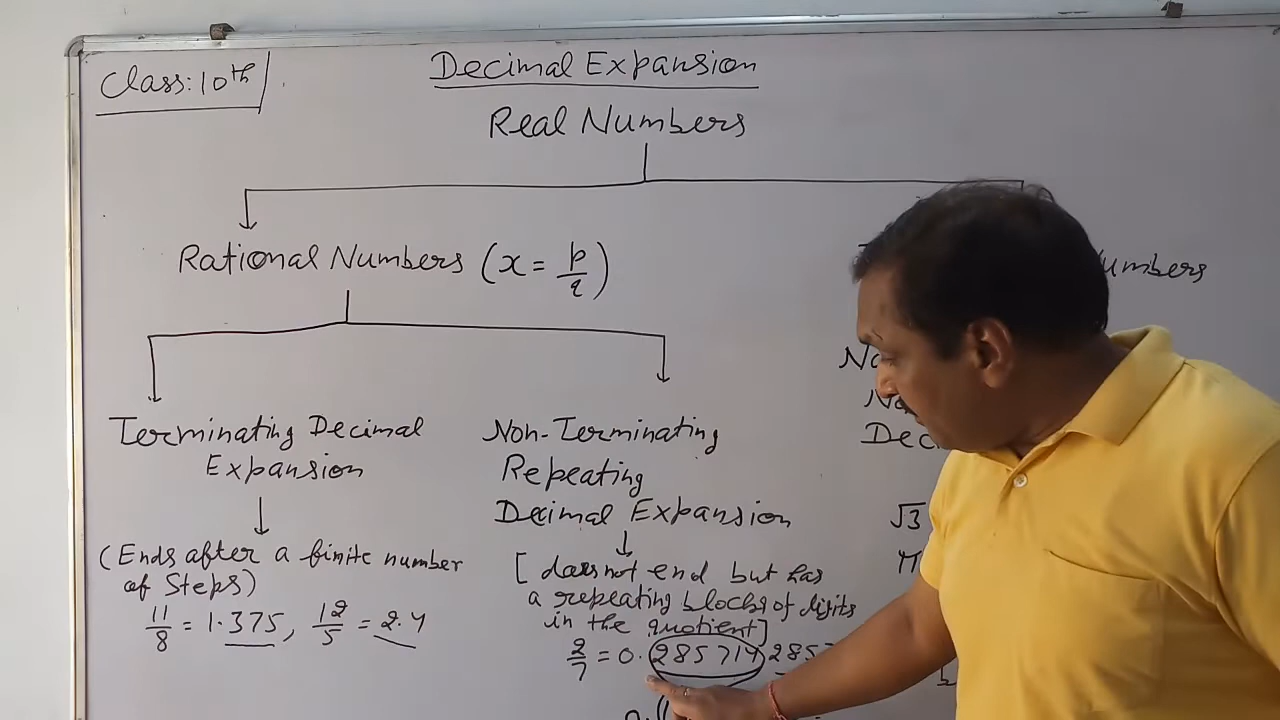 Class: 10th
Decimal Expansion
Real Numbers
Rational Numbers (x = p/q)
umbers
Terminating Decimal
Expansion
(Ends after a finite number
of Steps)
11/8 = 1.375, 12/5 = 2.4
Non-Terminating
Repeating
Decimal Expansion
[ does not end but has
a repeating blocks of digits
in the quotient]
2/7 = 0.285714 285
√3